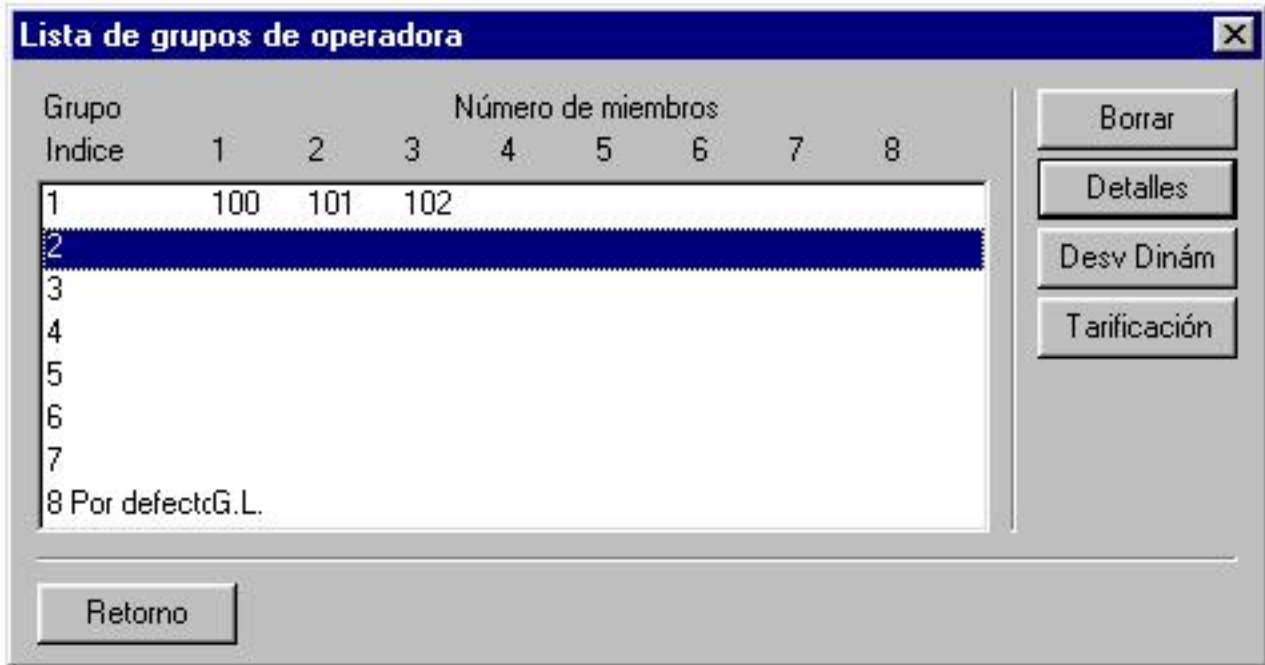 Lista de grupos de operadora
Grupo Número de miembros
Indice 1 2 3 4 5 6 7 8
1 100 101 102
2
3
4
5
6
7
8 Por defectoG.L.
Borrar
Detalles
Desv Dinám
Tarificación
Retorno